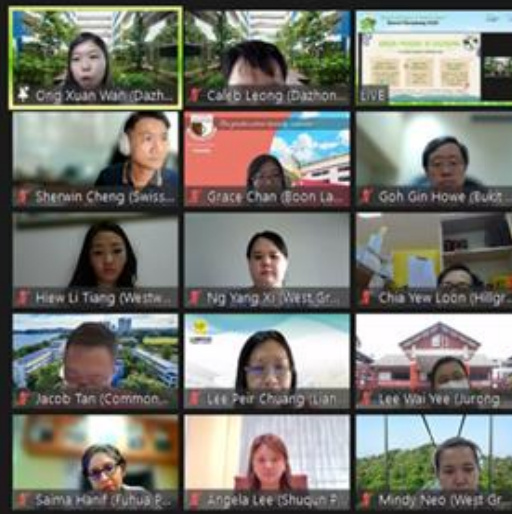 Ong Xuan Wan (Dazh...
Caleb Leong (Dazhon...
LIVE
Sherwin Cheng (Swiss...
Grace Chan (Boon La...
Goh Gin Howe (Bukit ...
Hiew Li Tiang (Westw...
Ng Yang Xi (West Gr...
Chia Yew Loon (Hillgr...
Jacob Tan (Common...
Lee Peir Chuang (Lian...
Lee Wai Yee (Jurong ...
Saima Hanif (Fuhua P...
Angela Lee (Shuqun P...
Mindy Neo (West Gr...